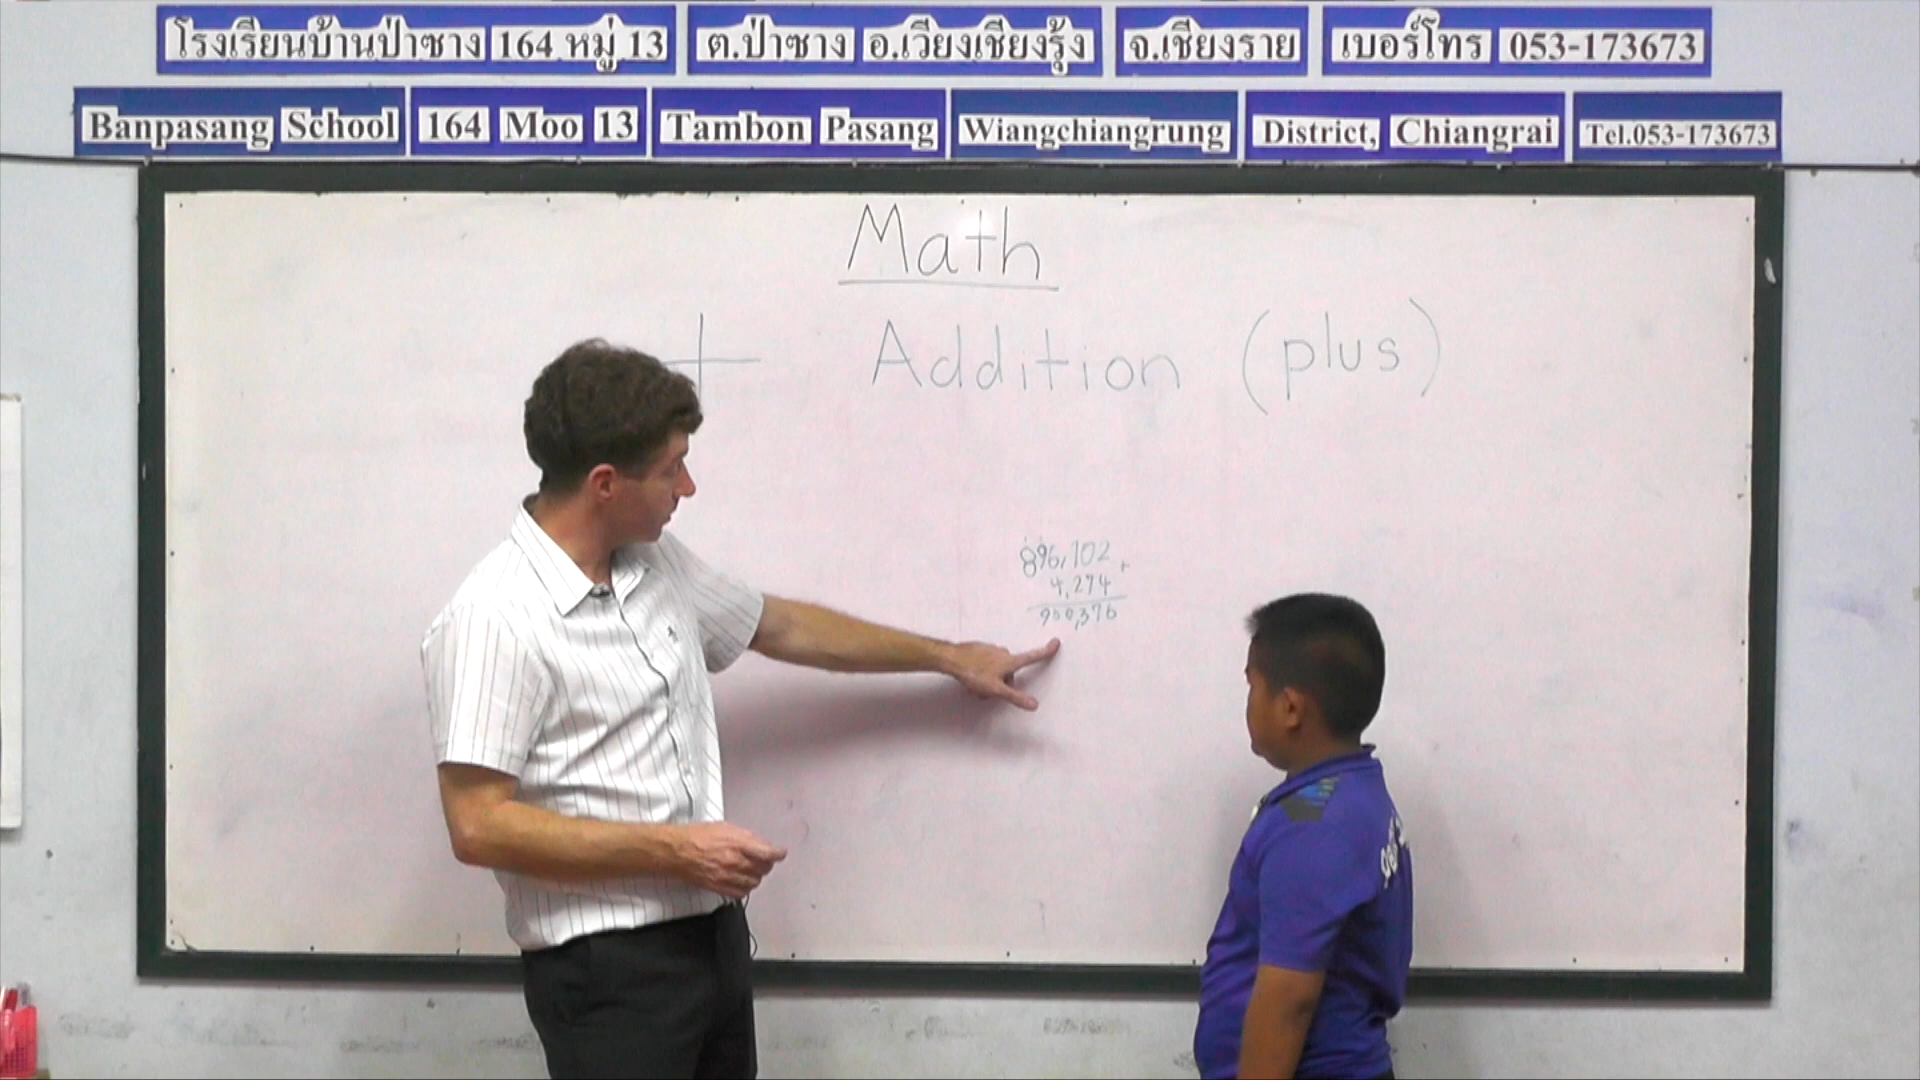 โรงเรียนบ้านป่าซาง 164 หมู่ 13 ต.ป่าซาง อ.เวียงเชียงรุ้ง จ.เชียงราย เบอร์โทร 053-173673
Banpasang School 164 Moo 13 Tambon Pasang Wiangchiangrung District, Chiangrai Tel.053-173673
Math
+ Addition (plus)
896,102 +
4,274
900,376